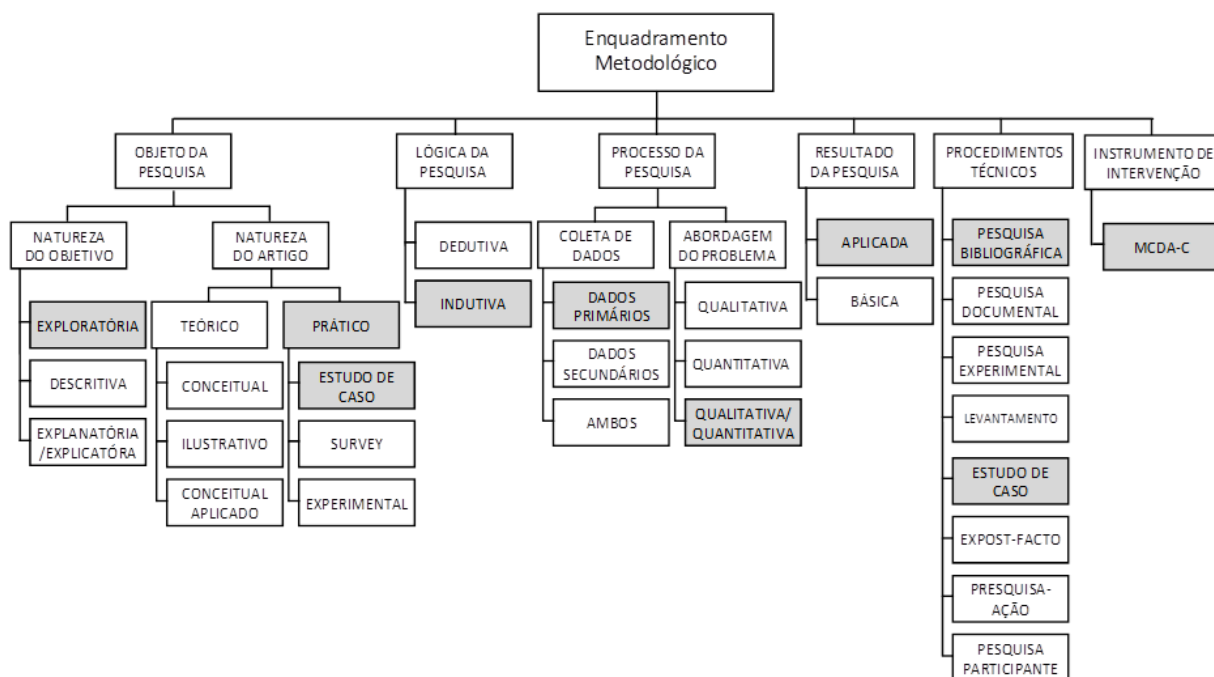 Enquadramento
Metodológico
OBJETO DA
PESQUISA
LÓGICA DA
PESQUISA
PROCESSO DA
PESQUISA
RESULTADO
DA PESQUISA
PROCEDIMENTOS
TÉCNICOS
INSTRUMENTO DE
INTERVENÇÃO
NATUREZA
DO OBJETIVO
NATUREZA
DO ARTIGO
DEDUTIVA
INDUTIVA
COLETA DE
DADOS
ABORDAGEM
DO PROBLEMA
APLICADA
BÁSICA
PESQUISA
BIBLIOGRÁFICA
MCDA-C
EXPLORATÓRIA
DESCRITIVA
EXPLANATÓRIA
/EXPLICATÓRA
TEÓRICO
CONCEITUAL
ILUSTRATIVO
CONCEITUAL
APLICADO
PRÁTICO
ESTUDO DE
CASO
SURVEY
EXPERIMENTAL
DADOS
PRIMÁRIOS
DADOS
SECUNDÁRIOS
AMBOS
QUALITATIVA
QUANTITATIVA
QUALITATIVA/
QUANTITATIVA
PESQUISA
DOCUMENTAL
PESQUISA
EXPERIMENTAL
LEVANTAMENTO
ESTUDO DE
CASO
EXPOST-FACTO
PRESQUISA-
AÇÃO
PESQUISA
PARTICIPANTE